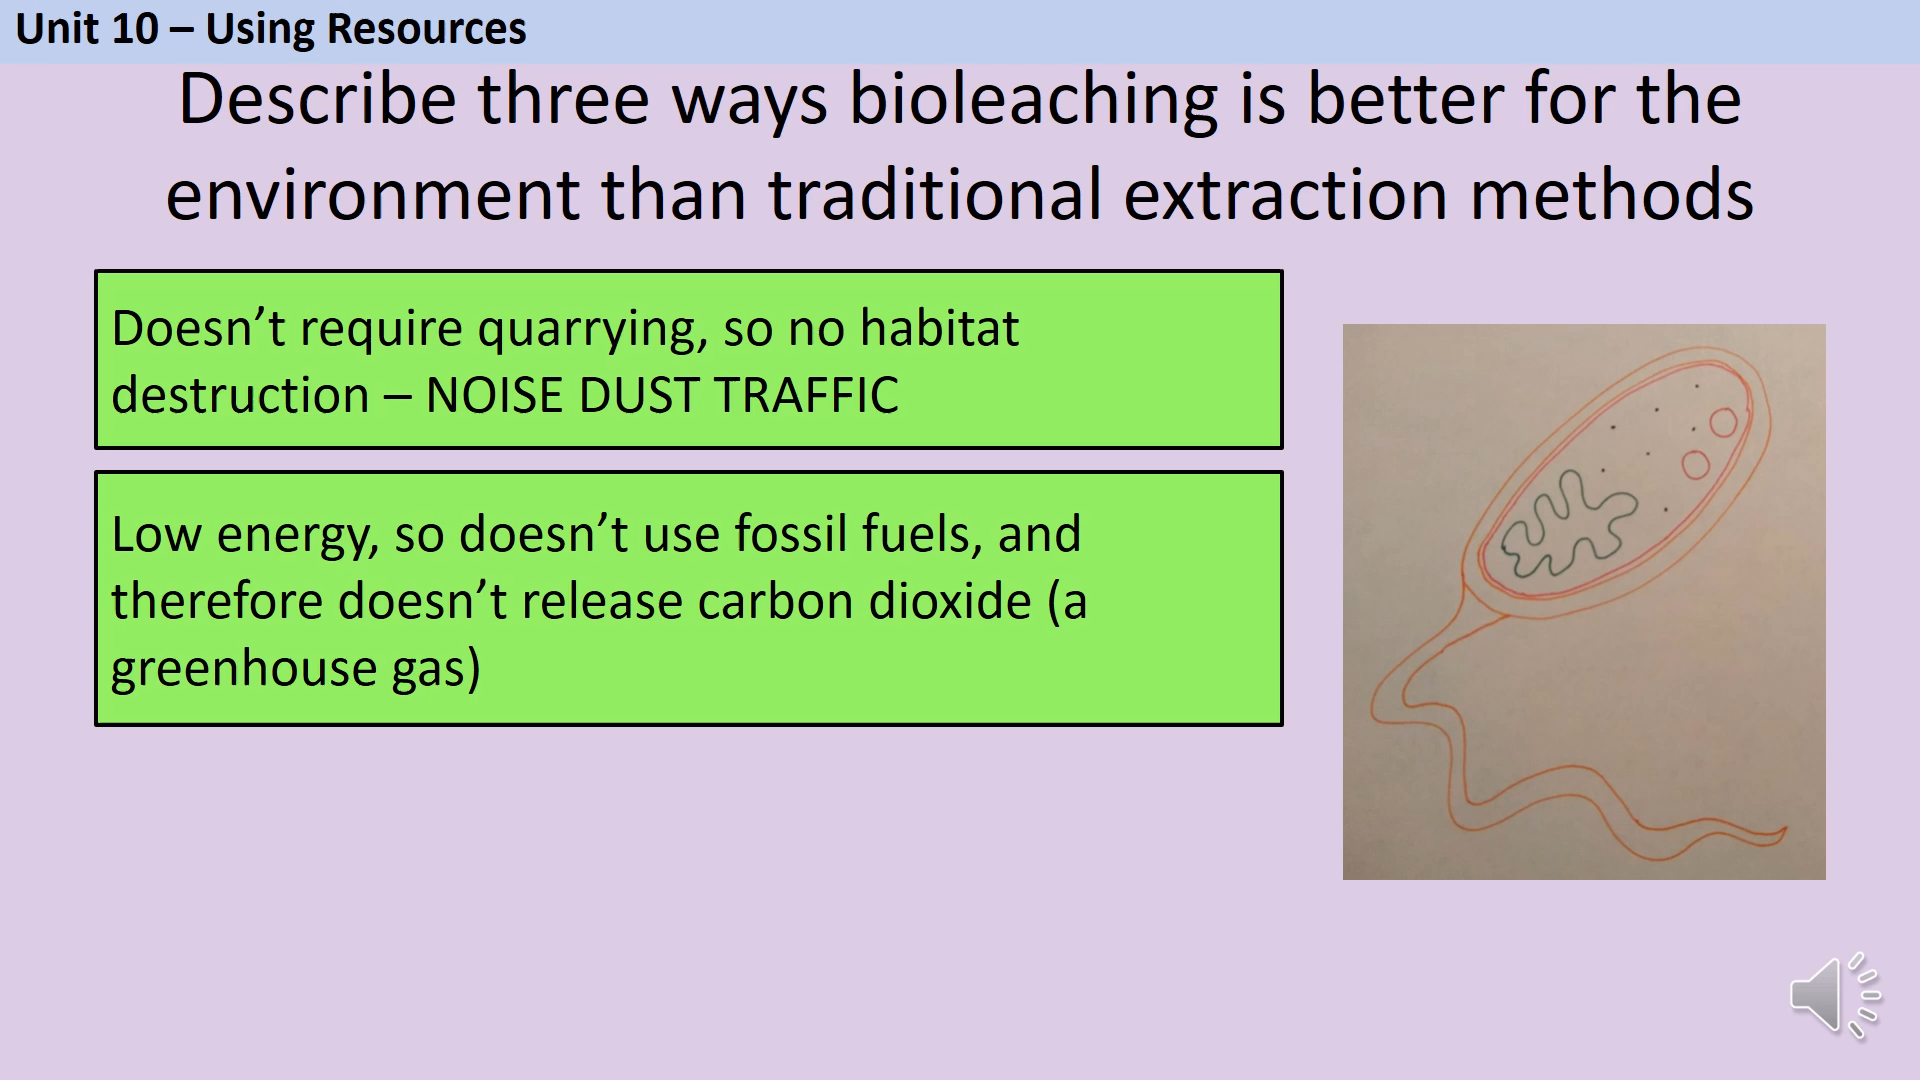 Unit 10 – Using Resources
Describe three ways bioleaching is better for the
environment than traditional extraction methods
Doesn’t require quarrying, so no habitat
destruction – NOISE DUST TRAFFIC
Low energy, so doesn’t use fossil fuels, and
therefore doesn’t release carbon dioxide (a
greenhouse gas)